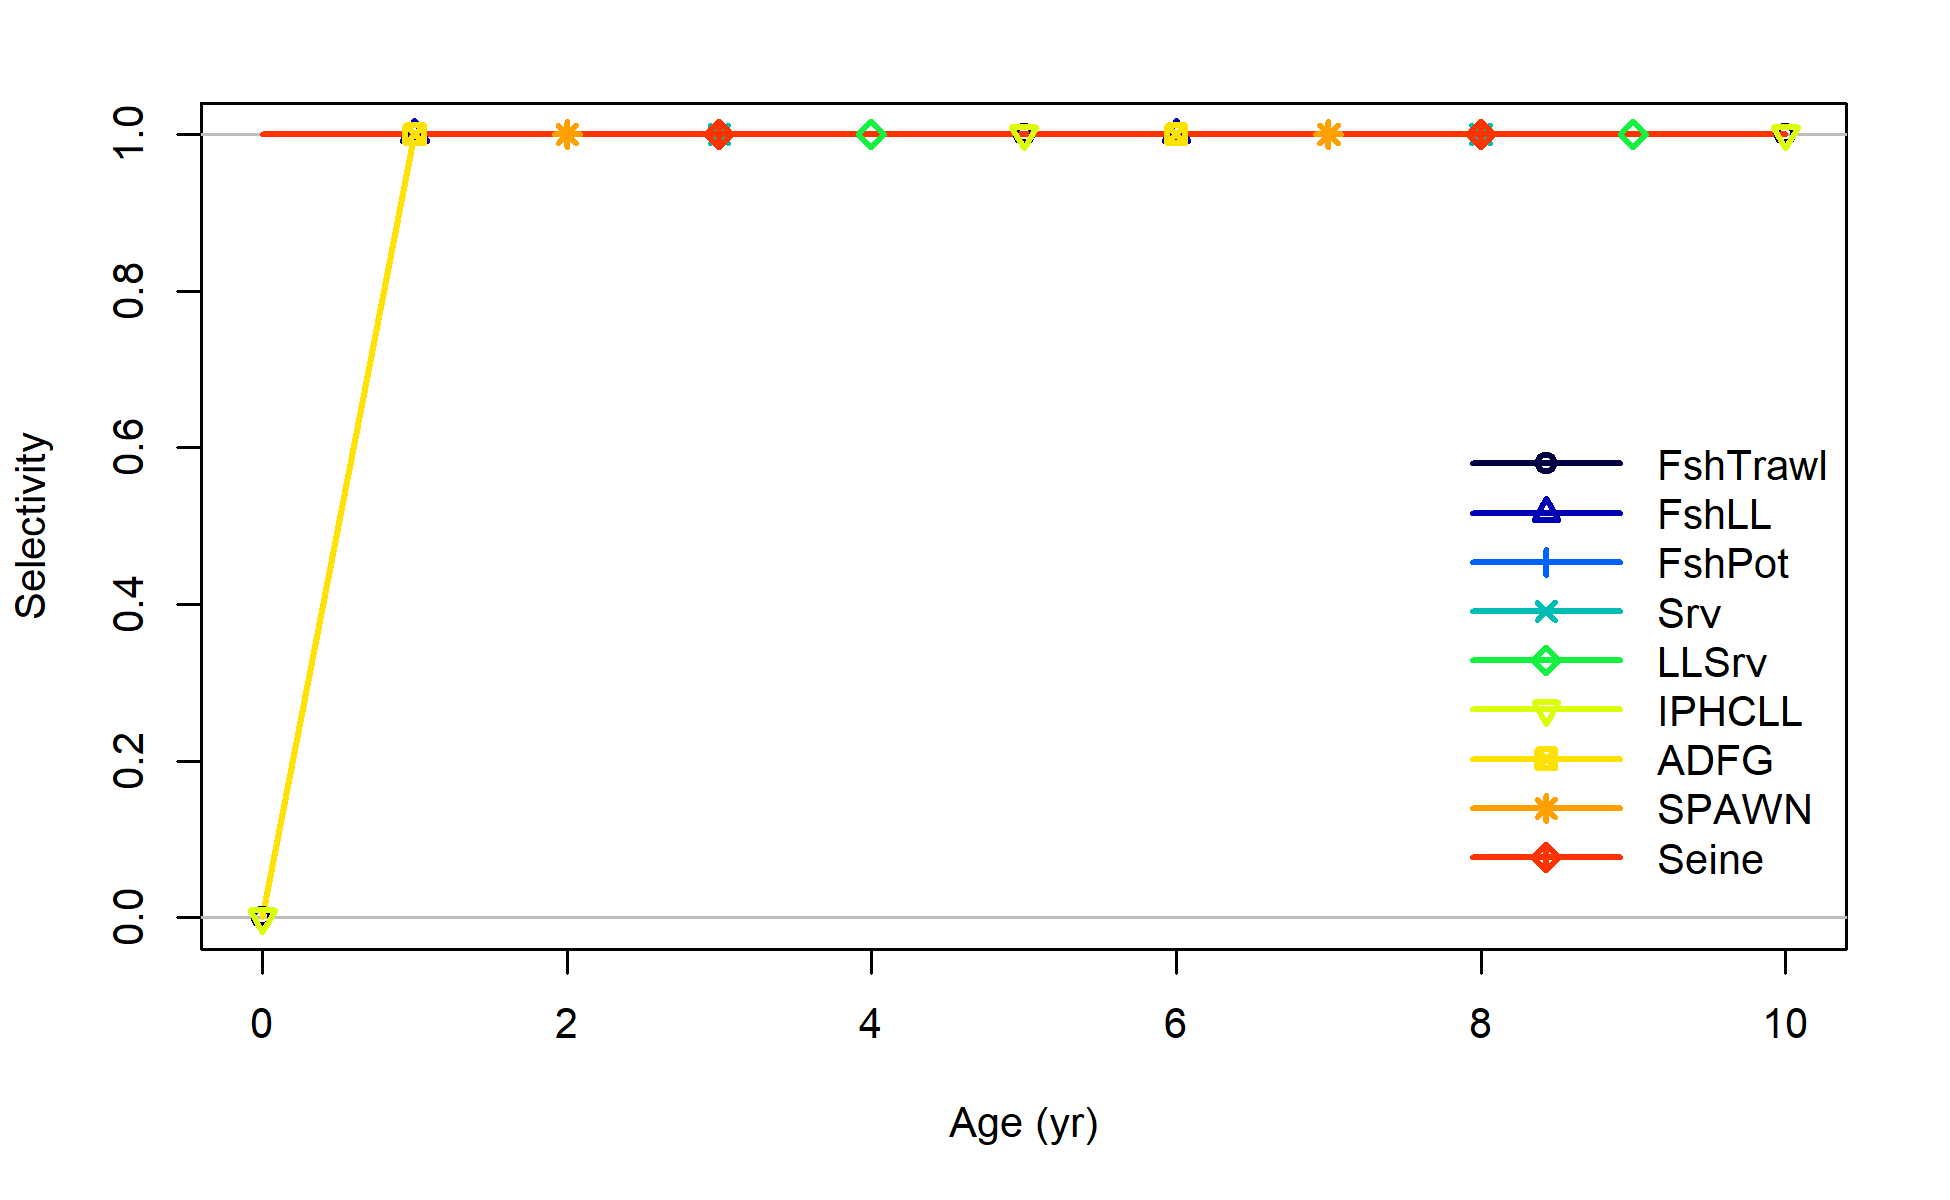 1.0
0.8
0.6
0.4
0.2
0.0
Selectivity
FshTrawl
FshLL
FshPot
Srv
LLSrv
IPHCLL
ADFG
SPAWN
Seine
0 2 4 6 8 10
Age (yr)